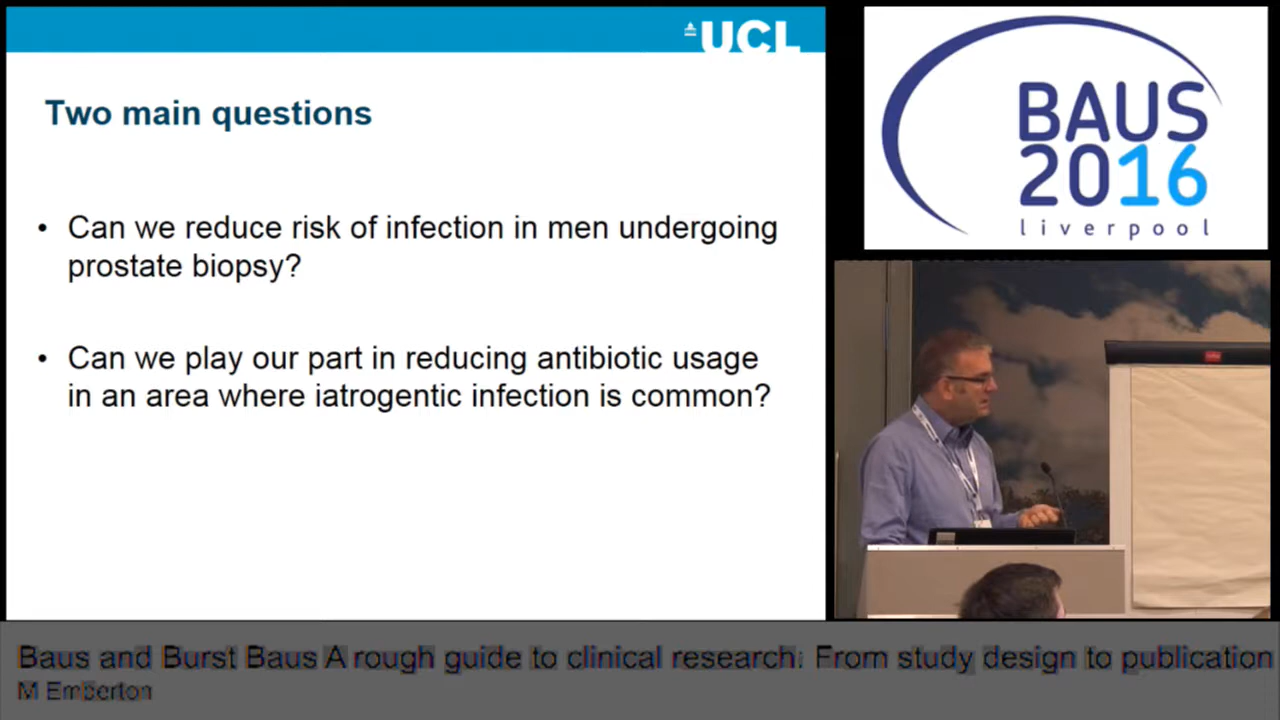 UCL
Two main questions
• Can we reduce risk of infection in men undergoing
prostate biopsy?
• Can we play our part in reducing antibiotic usage
in an area where iatrogentic infection is common?
BAUS
2016
liverpool
Baus and Burst Baus A rough guide to clinical research: From study design to publication
M Emberton